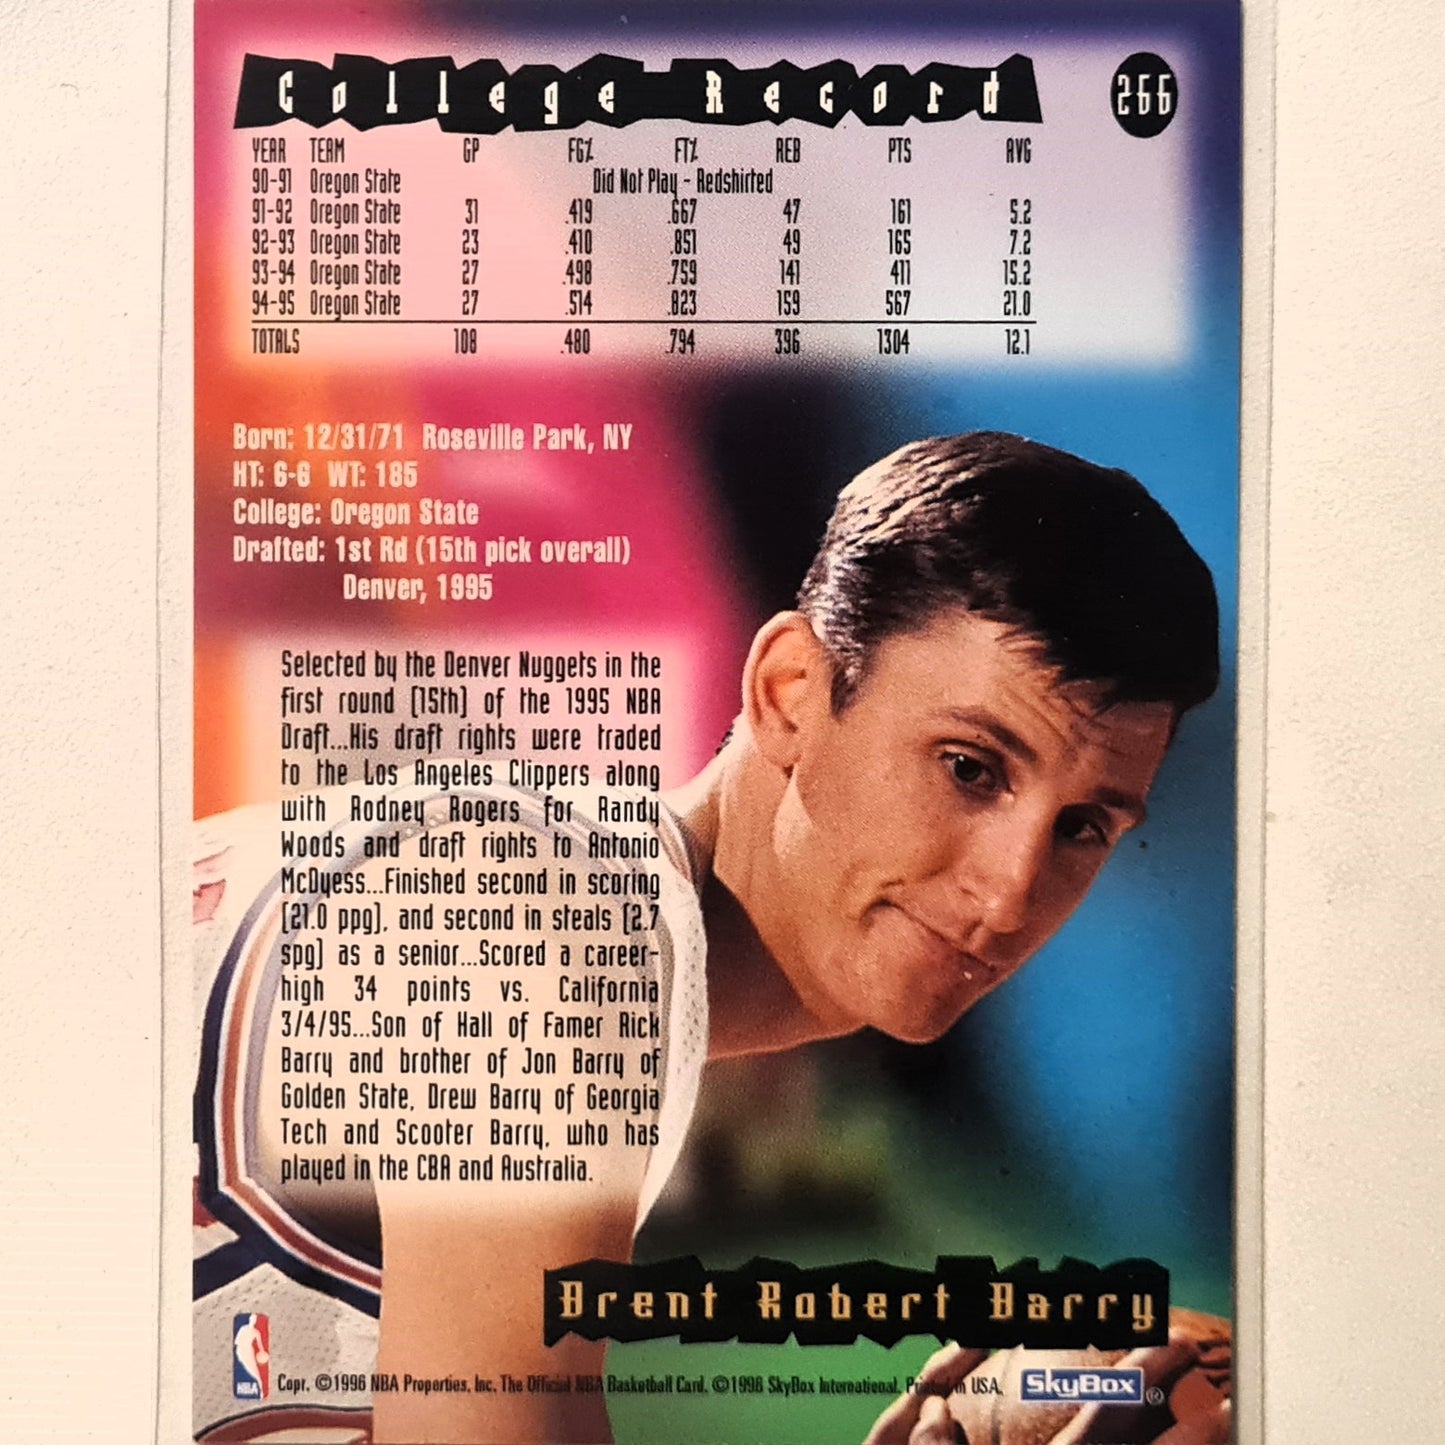 College Record
266
YEAR TEAM GP FG% FT% REB PTS AVG
90-91 Oregon State Did Not Play - Redshirted
91-92 Oregon State 31 .419 .667 47 161 5.2
92-93 Oregon State 23 .410 .851 49 165 7.2
93-94 Oregon State 27 .498 .759 141 411 15.2
94-95 Oregon State 27 .514 .823 159 567 21.0
TOTALS 108 .480 .794 396 1304 12.1
Born: 12/31/71 Roseville Park, NY
HT: 6-6 WT: 185
College: Oregon State
Drafted: 1st Rd (15th pick overall)
Denver, 1995
Selected by the Denver Nuggets in the
first round (15th) of the 1995 NBA
Draft...His draft rights were traded
to the Los Angeles Clippers along
with Rodney Rogers for Randy
Woods and draft rights to Antonio
McDyess...Finished second in scoring
(21.0 ppg), and second in steals (2.7
spg) as a senior...Scored a career-
high 34 points vs. California
3/4/95...Son of Hall of Famer Rick
Barry and brother of Jon Barry of
Golden State, Drew Barry of Georgia
Tech and Scooter Barry, who has
played in the CBA and Australia.
Brent Robert Barry
NBA
Copr. ©1996 NBA Properties, Inc. The Official NBA Basketball Card. ©1996 SkyBox International. Printed in USA.
SkyBox ®